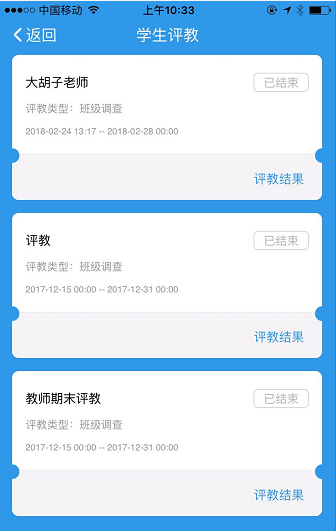 中国移动 上午10:33
返回 学生评教
大胡子老师 已结束
评教类型：班级调查
2018-02-24 13:17 -- 2018-02-28 00:00
评教结果
评教 已结束
评教类型：班级调查
2017-12-15 00:00 -- 2017-12-31 00:00
评教结果
教师期末评教 已结束
评教类型：班级调查
2017-12-15 00:00 -- 2017-12-31 00:00
评教结果